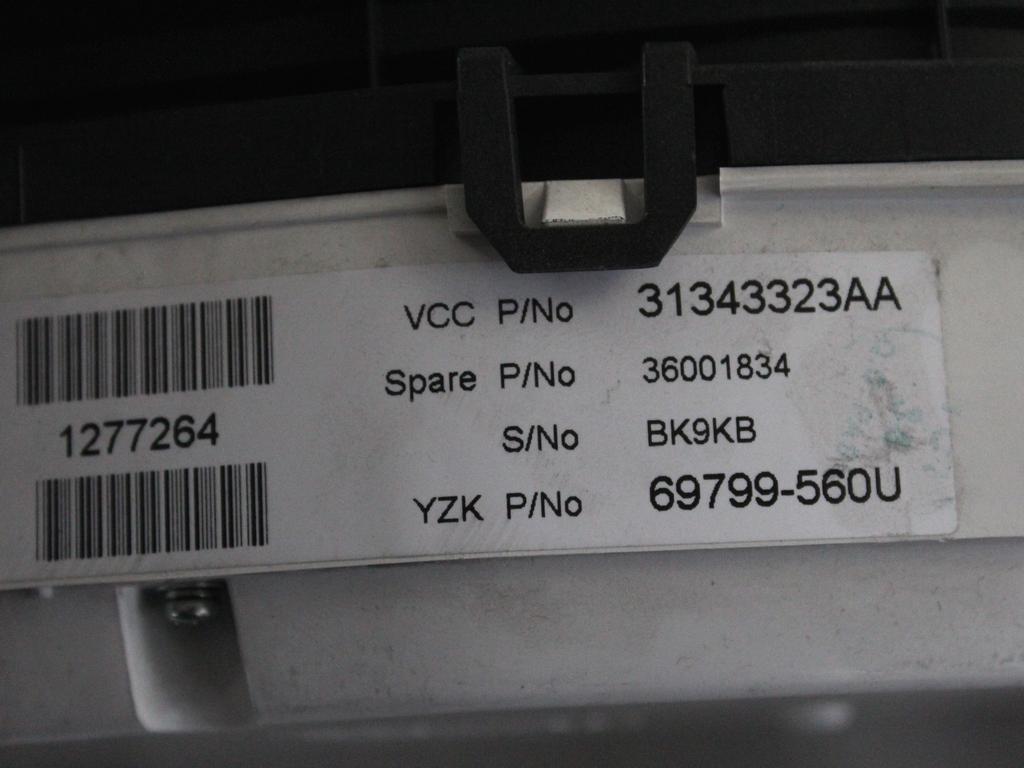 VCC P/No 31343323AA
Spare P/No 36001834
1277264
S/No BK9KB
YZK P/No 69799-560U